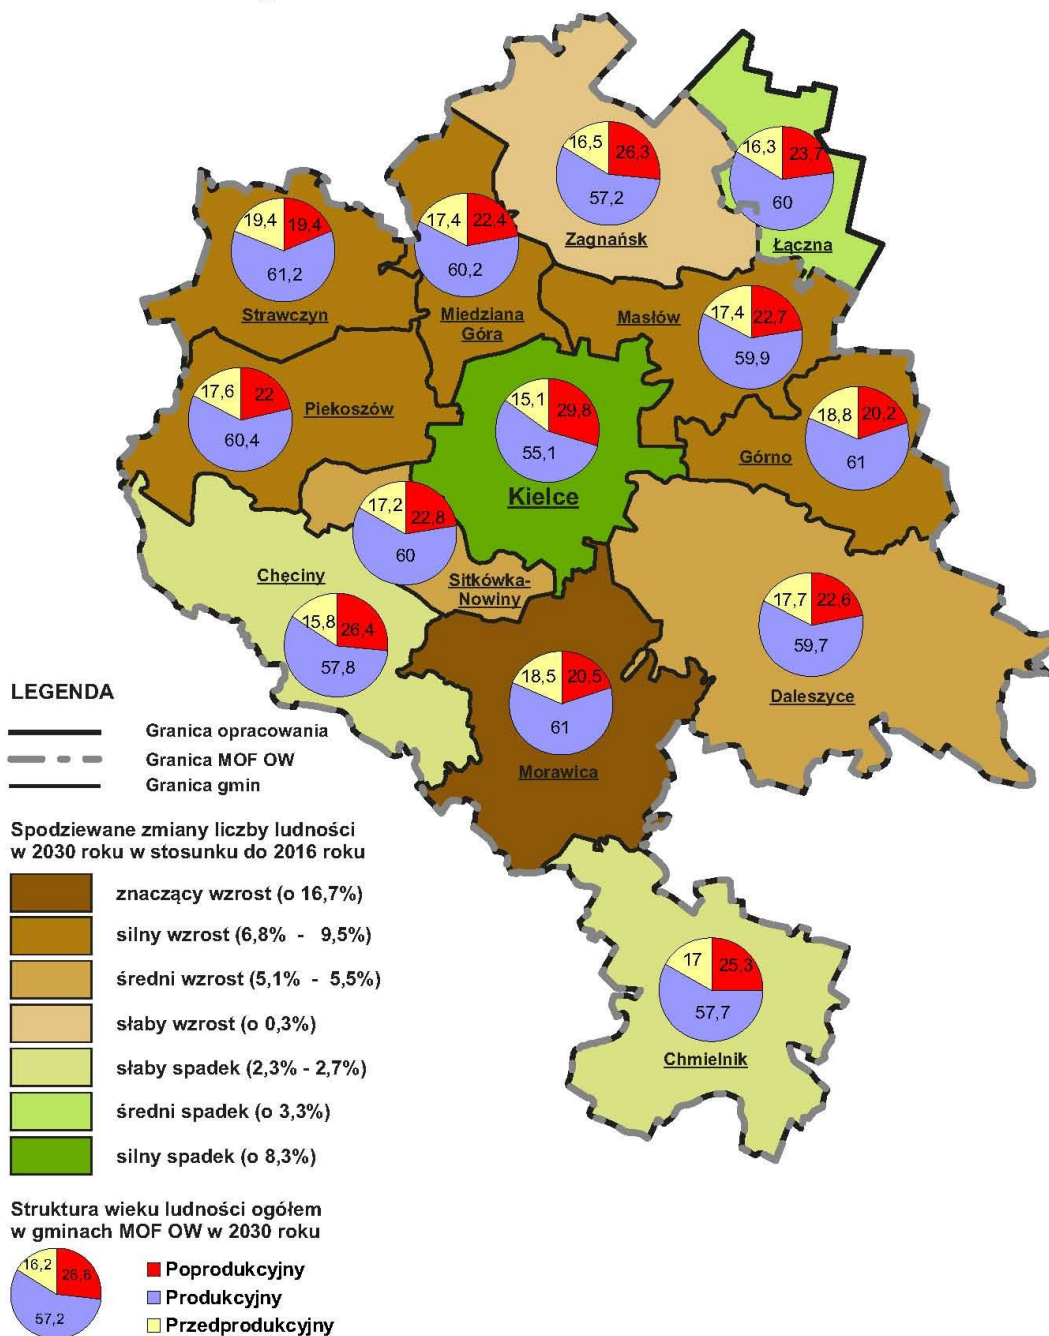 16,5
26,3
57,2
Zagnańsk
16,3
23,7
60
Łączna
19,4
19,4
61,2
Strawczyn
17,4
22,4
60,2
Miedziana
Góra
Masłów
17,4
22,7
59,9
17,6
22
60,4
Piekoszów
15,1
29,8
55,1
Kielce
18,8
20,2
61
Górno
17,2
22,8
60
Sitkówka-
Nowiny
Chęciny
15,8
26,4
57,8
17,7
22,6
59,7
Daleszyce
18,5
20,5
61
Morawica
17
25,3
57,7
Chmielnik
LEGENDA
Granica opracowania
Granica MOF OW
Granica gmin
Spodziewane zmiany liczby ludności
w 2030 roku w stosunku do 2016 roku
znaczący wzrost (o 16,7%)
silny wzrost (6,8% - 9,5%)
średni wzrost (5,1% - 5,5%)
słaby wzrost (o 0,3%)
słaby spadek (2,3% - 2,7%)
średni spadek (o 3,3%)
silny spadek (o 8,3%)
Struktura wieku ludności ogółem
w gminach MOF OW w 2030 roku
16,2
26,6
57,2
Poprodukcyjny
Produkcyjny
Przedprodukcyjny